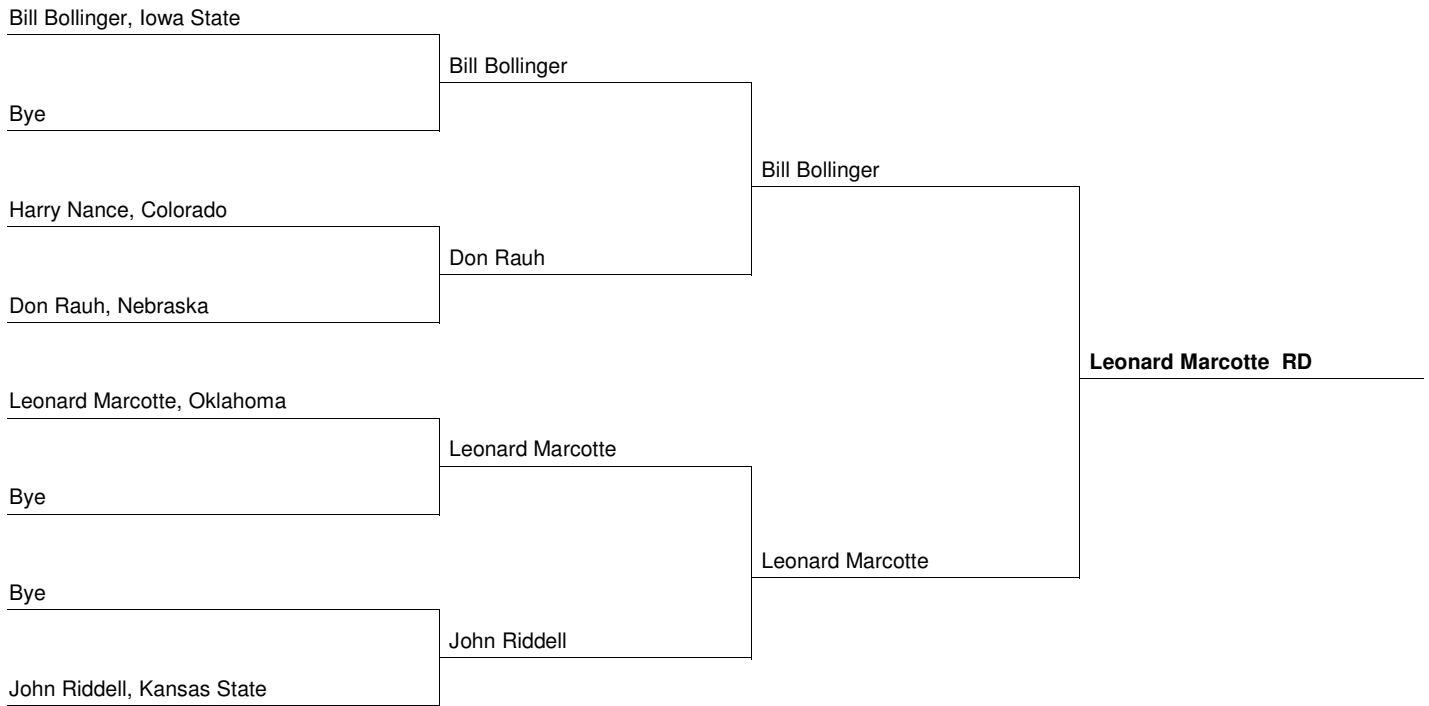 Bill Bollinger, Iowa State
Bill Bollinger
Bye
Bill Bollinger
Harry Nance, Colorado
Don Rauh
Don Rauh, Nebraska
Leonard Marcotte  RD
Leonard Marcotte, Oklahoma
Leonard Marcotte
Bye
Leonard Marcotte
Bye
John Riddell
John Riddell, Kansas State